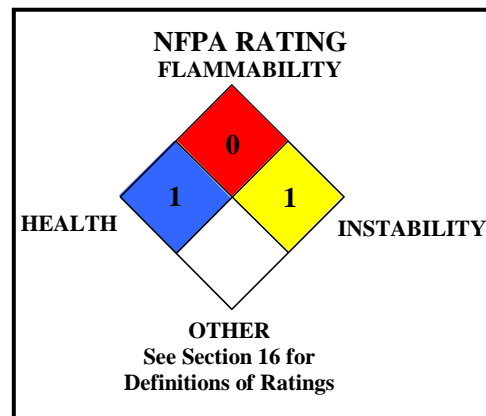 NFPA RATING
FLAMMABILITY
0
1 1
HEALTH INSTABILITY
OTHER
See Section 16 for
Definitions of Ratings